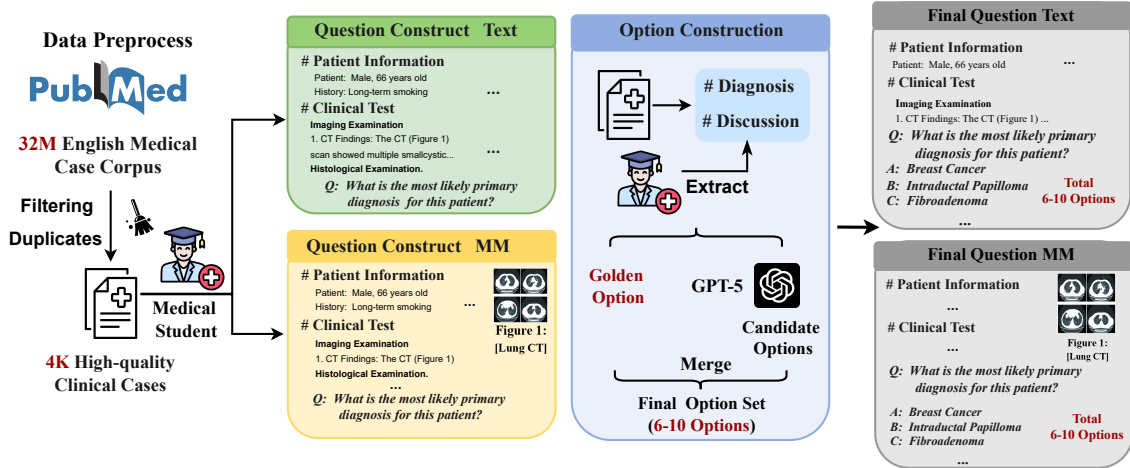 Data Preprocess
PubMed
32M English Medical
Case Corpus
Filtering
Duplicates
Medical
Student
4K High-quality
Clinical Cases
Question Construct Text
# Patient Information
Patient: Male, 66 years old
History: Long-term smoking
...
# Clinical Test
Imaging Examination
1. CT Findings: The CT (Figure 1)
scan showed multiple smallcystic...
...
Histological Examination.
Q: What is the most likely primary
diagnosis for this patient?
Question Construct MM
# Patient Information
Patient: Male, 66 years old
History: Long-term smoking
...
# Clinical Test
Imaging Examination
1. CT Findings: The CT (Figure 1)
Histological Examination.
...
Q: What is the most likely primary
diagnosis for this patient?
Figure 1:
[Lung CT]
Option Construction
# Diagnosis
# Discussion
Extract
Golden
Option
GPT-5
Candidate
Options
Merge
Final Option Set
(6-10 Options)
Final Question Text
# Patient Information
Patient: Male, 66 years old
...
# Clinical Test
Imaging Examination
1. CT Findings: The CT (Figure 1) ...
Q: What is the most likely primary
diagnosis for this patient?
A: Breast Cancer
B: Intraductal Papilloma
C: Fibroadenoma
...
Total
6-10 Options
Final Question MM
# Patient Information
...
# Clinical Test
...
Figure 1:
[Lung CT]
Q: What is the most likely primary
diagnosis for this patient?
A: Breast Cancer
B: Intraductal Papilloma
C: Fibroadenoma
...
Total
6-10 Options